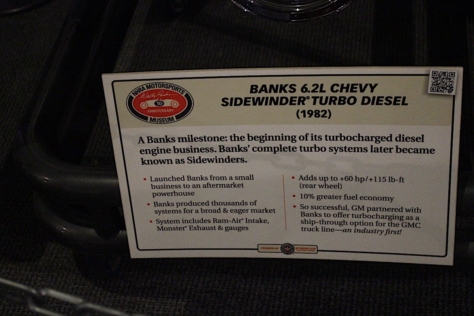 NHRA MOTORSPORTS
MUSEUM
BANKS 6.2L CHEVY
SIDEWINDER® TURBO DIESEL
(1982)
A Banks milestone: the beginning of its turbocharged diesel
engine business. Banks' complete turbo systems later became
known as Sidewinders.
• Launched Banks from a small
business to an aftermarket
powerhouse
• Banks produced thousands of
systems for a broad & eager market
• System includes Ram-Air® Intake,
Monster® Exhaust & gauges
• Adds up to +60 hp/+115 lb-ft
(rear wheel)
• 10% greater fuel economy
• So successful, GM partnered with
Banks to offer turbocharging as a
ship-through option for the GMC
truck line—an industry first!